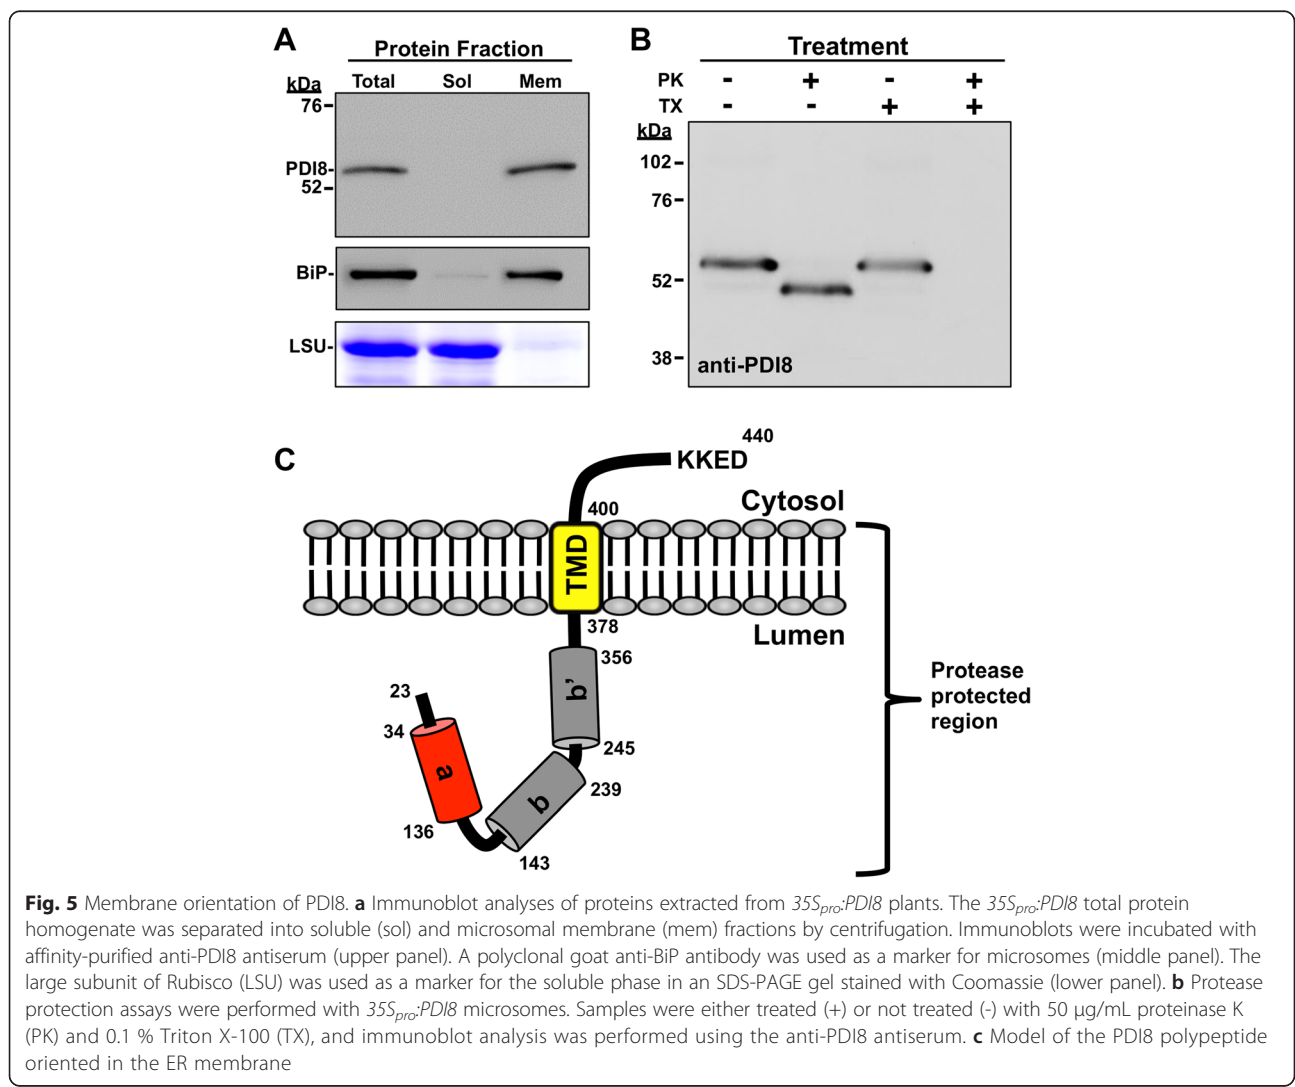 A
Protein Fraction
kDa Total Sol Mem
76
PDI8
52
BiP
LSU
B
Treatment
PK - + - +
TX - - + +
kDa
102
76
52
38
anti-PDI8
C
440
KKED
400
Cytosol
TMD
378
Lumen
356
b'
23
34
245
a
239
b
136
143
Protease
protected
region
Fig. 5 Membrane orientation of PDI8. a Immunoblot analyses of proteins extracted from 35Spro:PDI8 plants. The 35Spro:PDI8 total protein
homogenate was separated into soluble (sol) and microsomal membrane (mem) fractions by centrifugation. Immunoblots were incubated with
affinity-purified anti-PDI8 antiserum (upper panel). A polyclonal goat anti-BiP antibody was used as a marker for microsomes (middle panel). The
large subunit of Rubisco (LSU) was used as a marker for the soluble phase in an SDS-PAGE gel stained with Coomassie (lower panel). b Protease
protection assays were performed with 35Spro:PDI8 microsomes. Samples were either treated (+) or not treated (-) with 50 μg/mL proteinase K
(PK) and 0.1 % Triton X-100 (TX), and immunoblot analysis was performed using the anti-PDI8 antiserum. c Model of the PDI8 polypeptide
oriented in the ER membrane